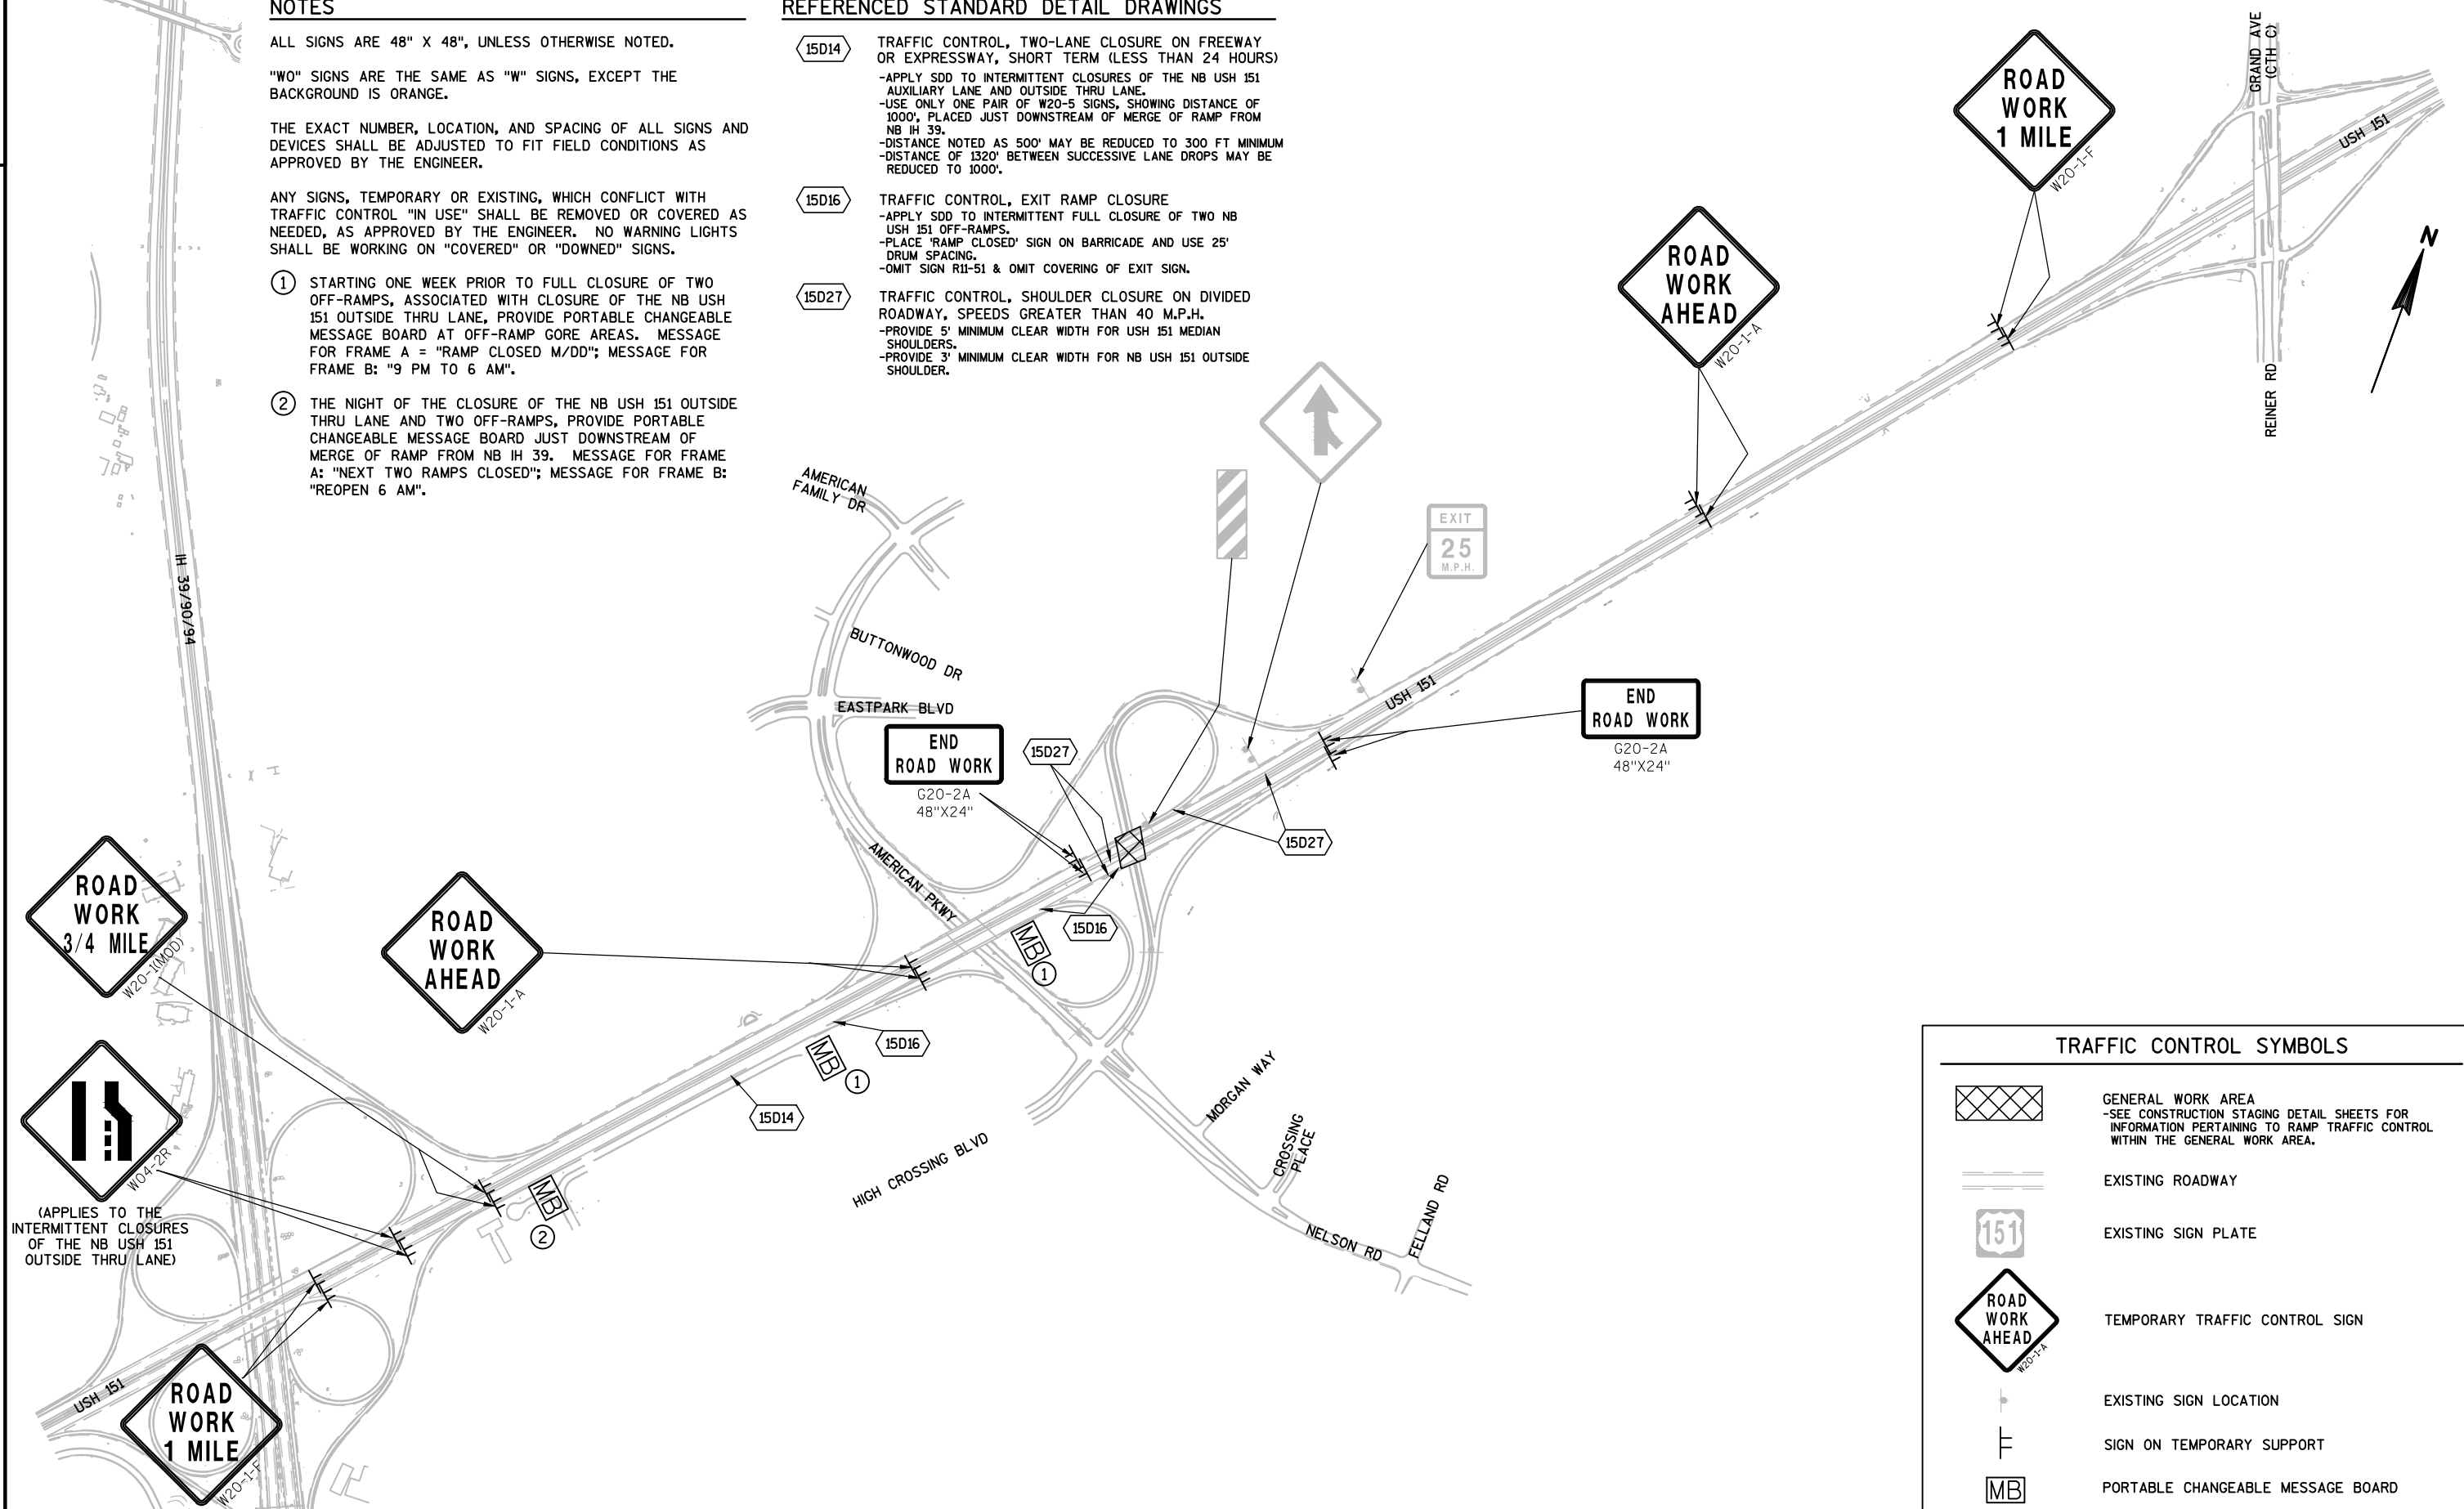 NOTES
ALL SIGNS ARE 48" X 48", UNLESS OTHERWISE NOTED.
"WO" SIGNS ARE THE SAME AS "W" SIGNS, EXCEPT THE
BACKGROUND IS ORANGE.
THE EXACT NUMBER, LOCATION, AND SPACING OF ALL SIGNS AND
DEVICES SHALL BE ADJUSTED TO FIT FIELD CONDITIONS AS
APPROVED BY THE ENGINEER.
ANY SIGNS, TEMPORARY OR EXISTING, WHICH CONFLICT WITH
TRAFFIC CONTROL "IN USE" SHALL BE REMOVED OR COVERED AS
NEEDED, AS APPROVED BY THE ENGINEER. NO WARNING LIGHTS
SHALL BE WORKING ON "COVERED" OR "DOWNED" SIGNS.
1 STARTING ONE WEEK PRIOR TO FULL CLOSURE OF TWO
OFF-RAMPS, ASSOCIATED WITH CLOSURE OF THE NB USH
151 OUTSIDE THRU LANE, PROVIDE PORTABLE CHANGEABLE
MESSAGE BOARD AT OFF-RAMP GORE AREAS. MESSAGE
FOR FRAME A = "RAMP CLOSED M/DD"; MESSAGE FOR
FRAME B: "9 PM TO 6 AM".
2 THE NIGHT OF THE CLOSURE OF THE NB USH 151 OUTSIDE
THRU LANE AND TWO OFF-RAMPS, PROVIDE PORTABLE
CHANGEABLE MESSAGE BOARD JUST DOWNSTREAM OF
MERGE OF RAMP FROM NB IH 39. MESSAGE FOR FRAME
A: "NEXT TWO RAMPS CLOSED"; MESSAGE FOR FRAME B:
"REOPEN 6 AM".
REFERENCED STANDARD DETAIL DRAWINGS
15D14 TRAFFIC CONTROL, TWO-LANE CLOSURE ON FREEWAY
OR EXPRESSWAY, SHORT TERM (LESS THAN 24 HOURS)
-APPLY SDD TO INTERMITTENT CLOSURES OF THE NB USH 151
AUXILIARY LANE AND OUTSIDE THRU LANE.
-USE ONLY ONE PAIR OF W20-5 SIGNS, SHOWING DISTANCE OF
1000', PLACED JUST DOWNSTREAM OF MERGE OF RAMP FROM
NB IH 39.
-DISTANCE NOTED AS 500' MAY BE REDUCED TO 300 FT MINIMUM
-DISTANCE OF 1320' BETWEEN SUCCESSIVE LANE DROPS MAY BE
REDUCED TO 1000'.
15D16 TRAFFIC CONTROL, EXIT RAMP CLOSURE
-APPLY SDD TO INTERMITTENT FULL CLOSURE OF TWO NB
USH 151 OFF-RAMPS.
-PLACE 'RAMP CLOSED' SIGN ON BARRICADE AND USE 25'
DRUM SPACING.
-OMIT SIGN R11-51 & OMIT COVERING OF EXIT SIGN.
15D27 TRAFFIC CONTROL, SHOULDER CLOSURE ON DIVIDED
ROADWAY, SPEEDS GREATER THAN 40 M.P.H.
-PROVIDE 5' MINIMUM CLEAR WIDTH FOR USH 151 MEDIAN
SHOULDERS.
-PROVIDE 3' MINIMUM CLEAR WIDTH FOR NB USH 151 OUTSIDE
SHOULDER.
ROAD
WORK
1 MILE
W20-1-F
GRAND AVE
(CTH C)
USH 151
REINER RD
N
ROAD
WORK
AHEAD
W20-1-A
EXIT
25
M.P.H.
AMERICAN
FAMILY DR
BUTTONWOOD DR
EASTPARK BLVD
IH 39/90/94
USH 151
END
ROAD WORK
G20-2A
48"X24"
END
ROAD WORK
G20-2A
48"X24"
15D27
15D27
AMERICAN PKWY
15D16
MB
1
ROAD
WORK
3/4 MILE
W20-1(MOD)
ROAD
WORK
AHEAD
W20-1-A
15D16
MB
1
15D14
WO4-2R
(APPLIES TO THE
INTERMITTENT CLOSURES
OF THE NB USH 151
OUTSIDE THRU LANE)
MB
2
HIGH CROSSING BLVD
MORGAN WAY
CROSSING
PLACE
NELSON RD
FELLAND RD
USH 151
ROAD
WORK
1 MILE
W20-1-F
TRAFFIC CONTROL SYMBOLS
GENERAL WORK AREA
-SEE CONSTRUCTION STAGING DETAIL SHEETS FOR
INFORMATION PERTAINING TO RAMP TRAFFIC CONTROL
WITHIN THE GENERAL WORK AREA.
EXISTING ROADWAY
151 EXISTING SIGN PLATE
ROAD
WORK
AHEAD
W20-1-A
TEMPORARY TRAFFIC CONTROL SIGN
EXISTING SIGN LOCATION
SIGN ON TEMPORARY SUPPORT
MB PORTABLE CHANGEABLE MESSAGE BOARD